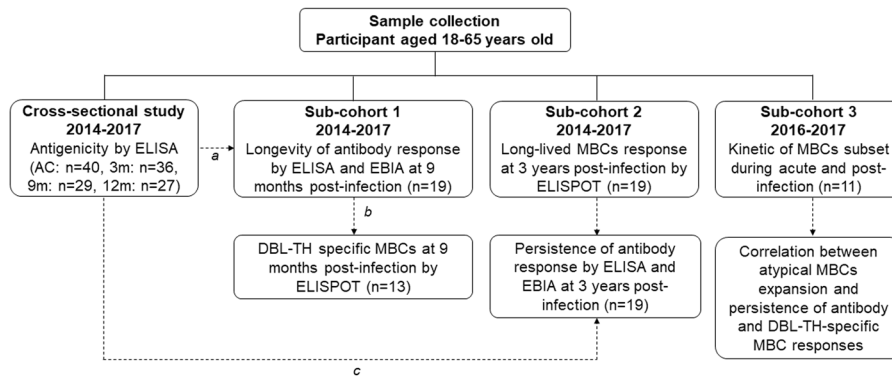 Sample collection
Participant aged 18-65 years old
Cross-sectional study
2014-2017
Antigenicity by ELISA
(AC: n=40, 3m: n=36,
9m: n=29, 12m: n=27)
a
Sub-cohort 1
2014-2017
Longevity of antibody response
by ELISA and EBIA at 9
months post-infection (n=19)
Sub-cohort 2
2014-2017
Long-lived MBCs response
at 3 years post-infection by
ELISPOT (n=19)
Sub-cohort 3
2016-2017
Kinetic of MBCs subset
during acute and post-
infection (n=11)
b
DBL-TH specific MBCs at 9
months post-infection by
ELISPOT (n=13)
Persistence of antibody
response by ELISA and
EBIA at 3 years post-
infection (n=19)
Correlation between
atypical MBCs
expansion and
persistence of antibody
and DBL-TH-specific
MBC responses
c